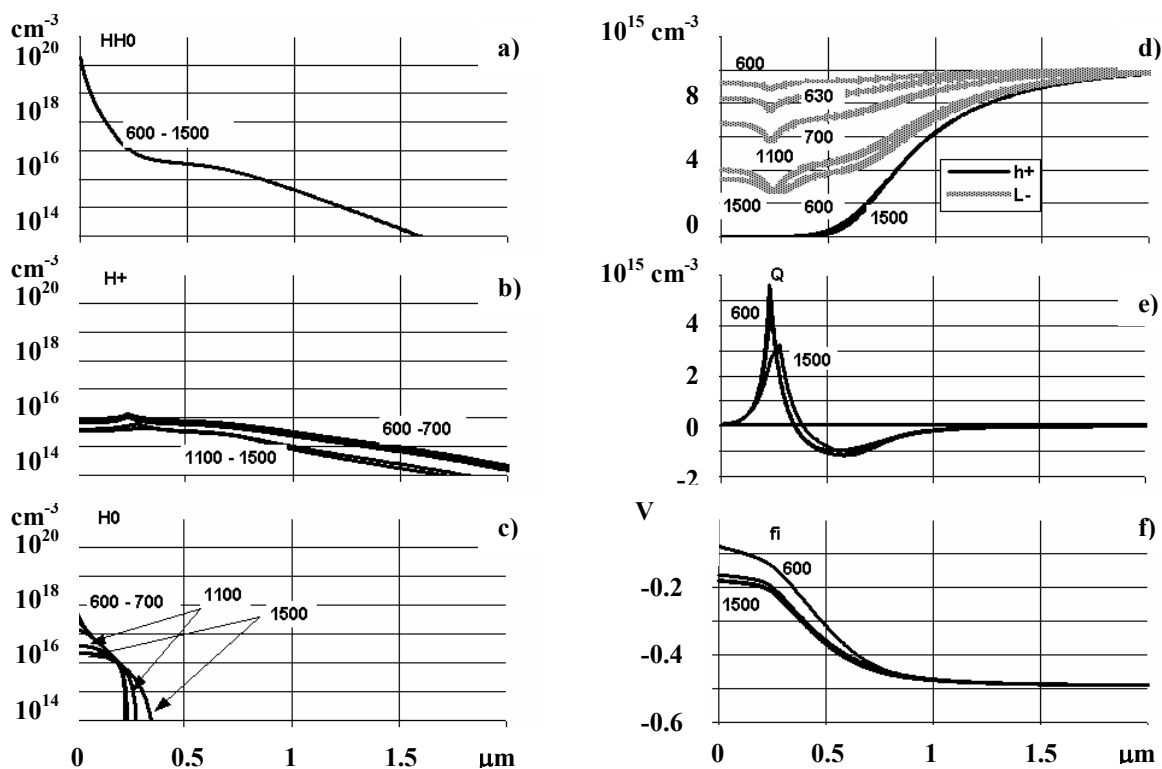 cm-3
10^20
10^18
10^16
10^14
HH0
a)
600 - 1500
cm-3
10^20
10^18
10^16
10^14
H+
b)
600 -700
1100 - 1500
cm-3
10^20
10^18
10^16
10^14
H0
c)
600 - 700
1100
1500
0
0.5
1
1.5
μm
10^15 cm-3
8
4
4
0
d)
600
630
700
1100
1500
600
1500
h+
L-
10^15 cm-3
4
2
0
-2
Q
e)
600
1500
V
-0.2
-0.4
-0.6
fi
f)
600
1500
0
0.5
1
1.5
μm